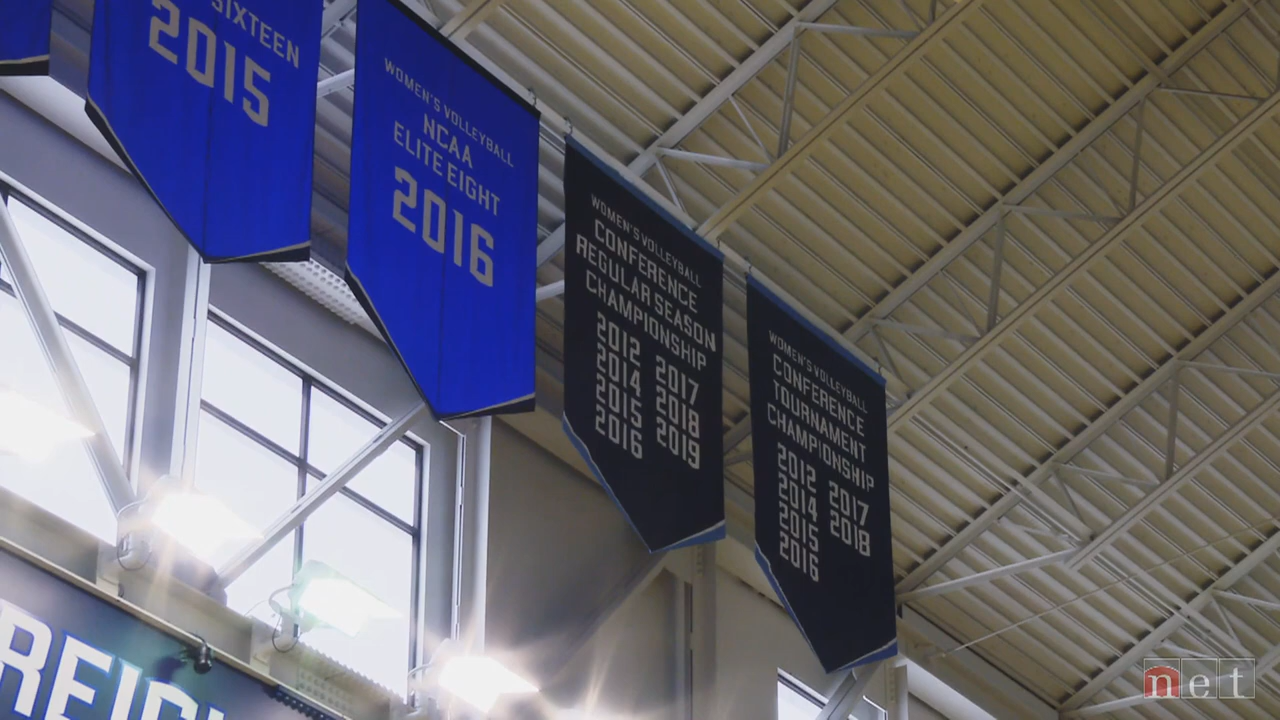 SIXTEEN
2015
WOMEN'S VOLLEYBALL
NCAA
ELITE EIGHT
2016
WOMEN'S VOLLEYBALL
CONFERENCE
REGULAR SEASON
CHAMPIONSHIP
2012 2017
2014 2018
2015 2019
2016
WOMEN'S VOLLEYBALL
CONFERENCE
TOURNAMENT
CHAMPIONSHIP
2012 2017
2014 2018
2015
2016
net